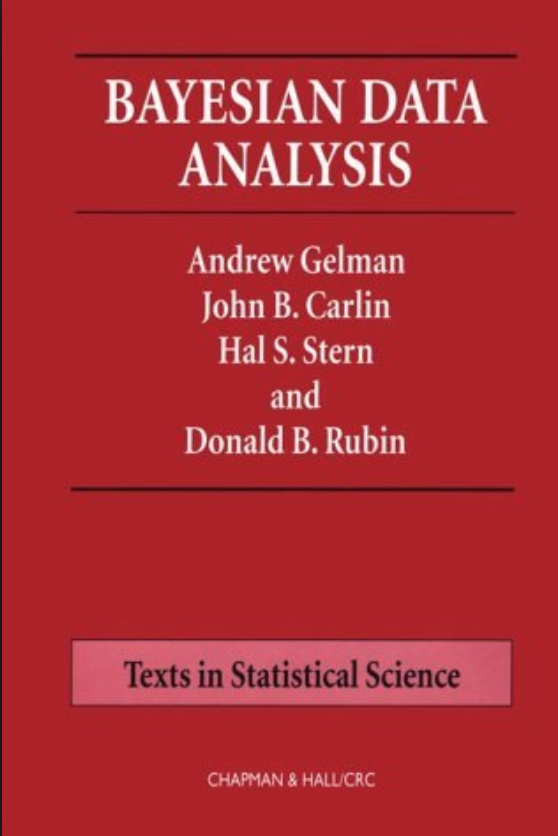 BAYESIAN DATA
ANALYSIS
Andrew Gelman
John B. Carlin
Hal S. Stern
and
Donald B. Rubin
Texts in Statistical Science
CHAPMAN & HALL/CRC